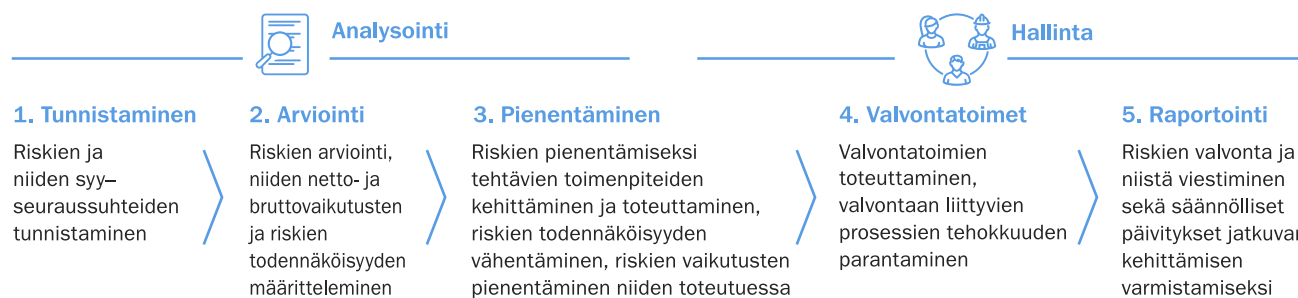 Analysointi
Hallinta
1. Tunnistaminen
Riskien ja
niiden syy–
seuraussuhteiden
tunnistaminen
2. Arviointi
Riskien arviointi,
niiden netto- ja
bruttovaikutusten
ja riskien
todennäköisyyden
määritteleminen
3. Pienentäminen
Riskien pienentämiseksi
tehtävien toimenpiteiden
kehittäminen ja toteuttaminen,
riskien todennäköisyyden
vähentäminen, riskien vaikutusten
pienentäminen niiden toteutuessa
4. Valvontatoimet
Valvontatoimien
toteuttaminen,
valvontaan liittyvien
prosessien tehokkuuden
parantaminen
5. Raportointi
Riskien valvonta ja
niistä viestiminen
sekä säännölliset
päivitykset jatkuvan
kehittämisen
varmistamiseksi